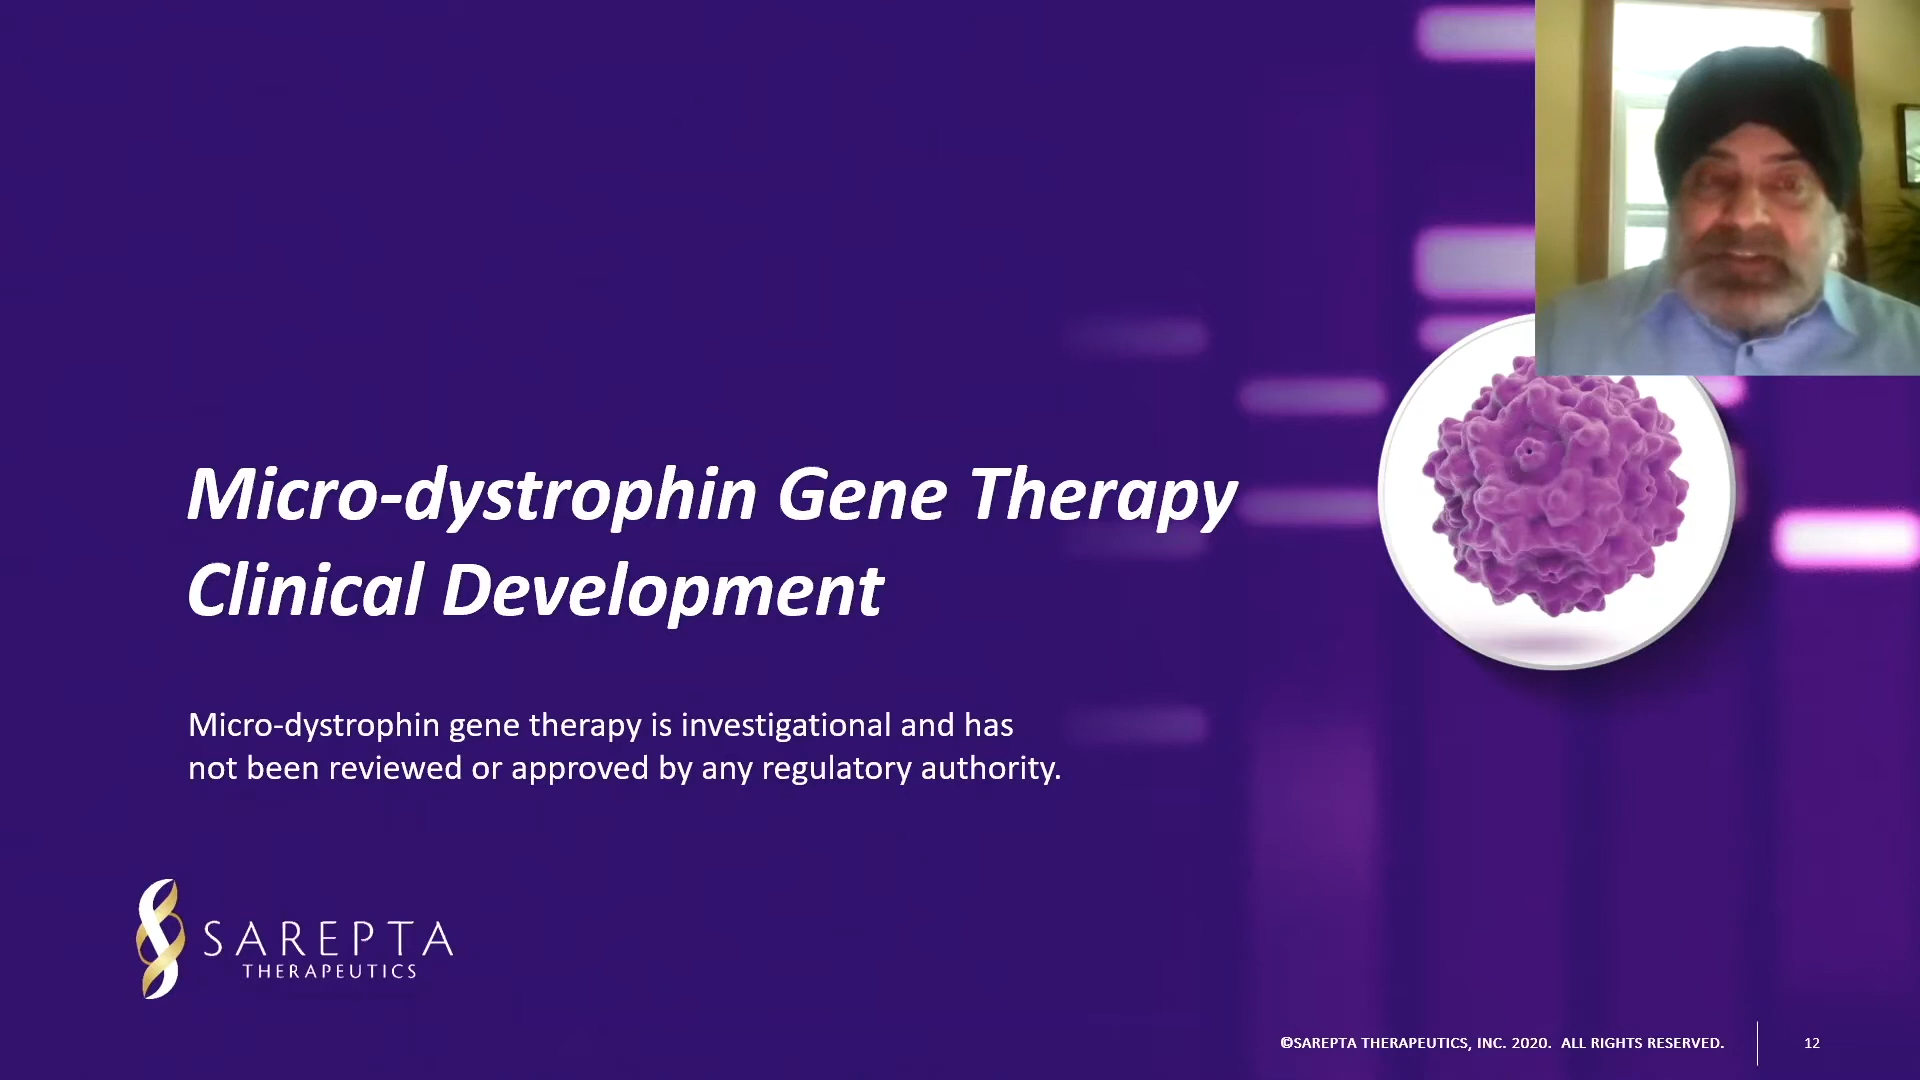 Micro-dystrophin Gene Therapy
Clinical Development
Micro-dystrophin gene therapy is investigational and has
not been reviewed or approved by any regulatory authority.
SAREPTA
THERAPEUTICS
©SAREPTA THERAPEUTICS, INC. 2020. ALL RIGHTS RESERVED.
12